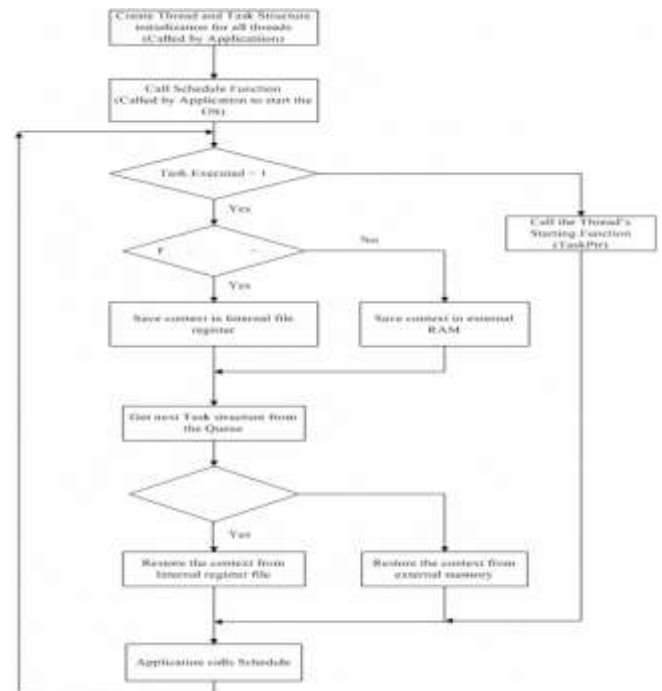 Create Thread and Task Structure
initialization for all threads
(Called by Application)
Call Schedule Function
(Called by Application to start the
OS)
Task Executed = 1
Yes
Call the Thread's
Starting Function
(TaskPtr)
No
Yes
Save context in Internal file
register
Save context in external
RAM
Get next Task structure from
the Queue
Yes
Restore the context from
Internal register file
Restore the context from
external memory
Application calls Schedule